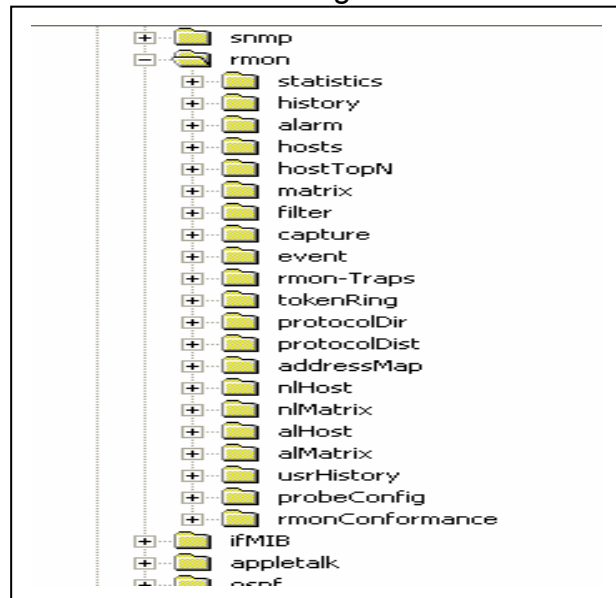 snmp
rmon
statistics
history
alarm
hosts
hostTopN
matrix
filter
capture
event
rmon-Traps
tokenRing
protocolDir
protocolDist
addressMap
nlHost
nlMatrix
alHost
alMatrix
usrHistory
probeConfig
rmonConformance
ifMIB
appletalk
ospf